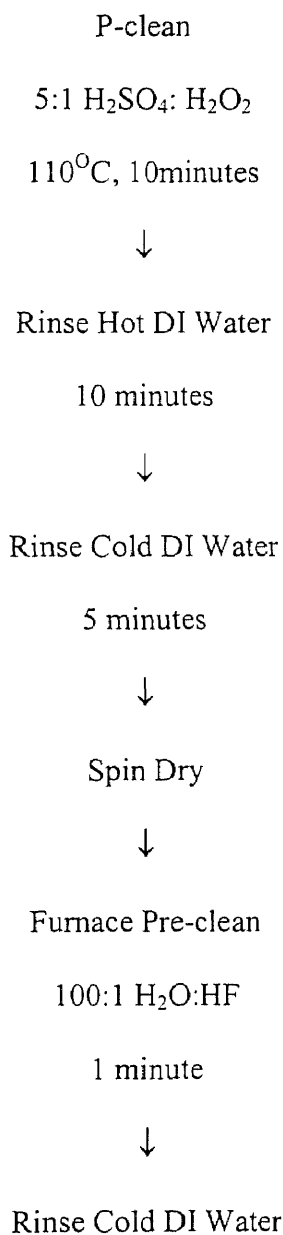 P-clean
5:1 H₂SO₄: H₂O₂
110⁰C, 10minutes
↓
Rinse Hot DI Water
10 minutes
↓
Rinse Cold DI Water
5 minutes
↓
Spin Dry
↓
Furnace Pre-clean
100:1 H₂O:HF
1 minute
↓
Rinse Cold DI Water